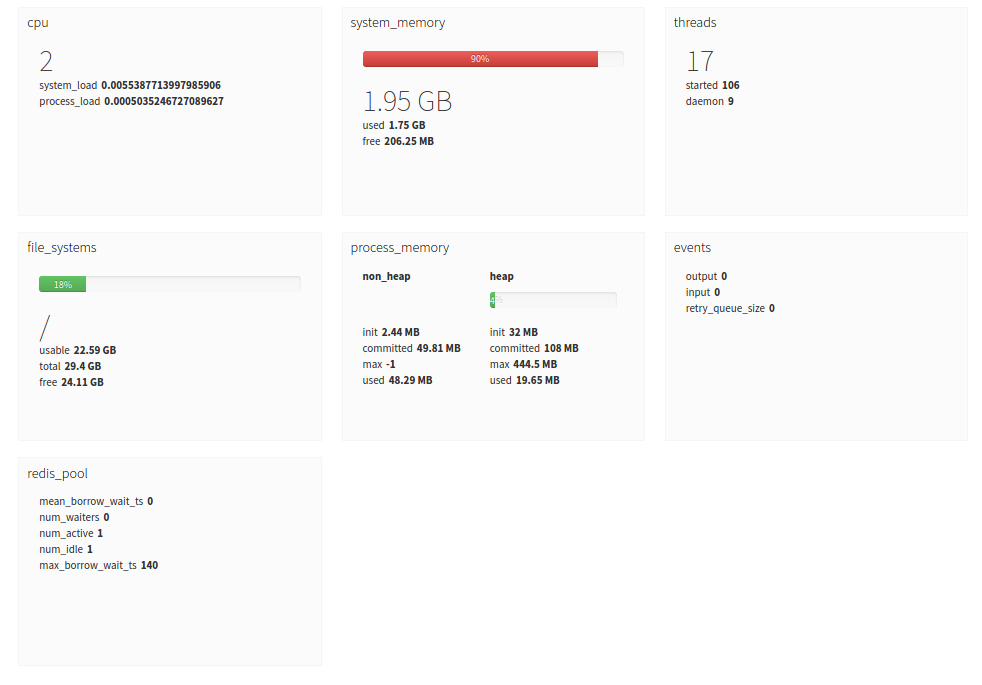 cpu
2
system_load 0.0055387713997985906
process_load 0.0005035246727089627
system_memory
90%
1.95 GB
used 1.75 GB
free 206.25 MB
threads
17
started 106
daemon 9
file_systems
18%
/
usable 22.59 GB
total 29.4 GB
free 24.11 GB
process_memory
non_heap
init 2.44 MB
committed 49.81 MB
max -1
used 48.29 MB
heap
init 32 MB
committed 108 MB
max 444.5 MB
used 19.65 MB
events
output 0
input 0
retry_queue_size 0
redis_pool
mean_borrow_wait_ts 0
num_waiters 0
num_active 1
num_idle 1
max_borrow_wait_ts 140